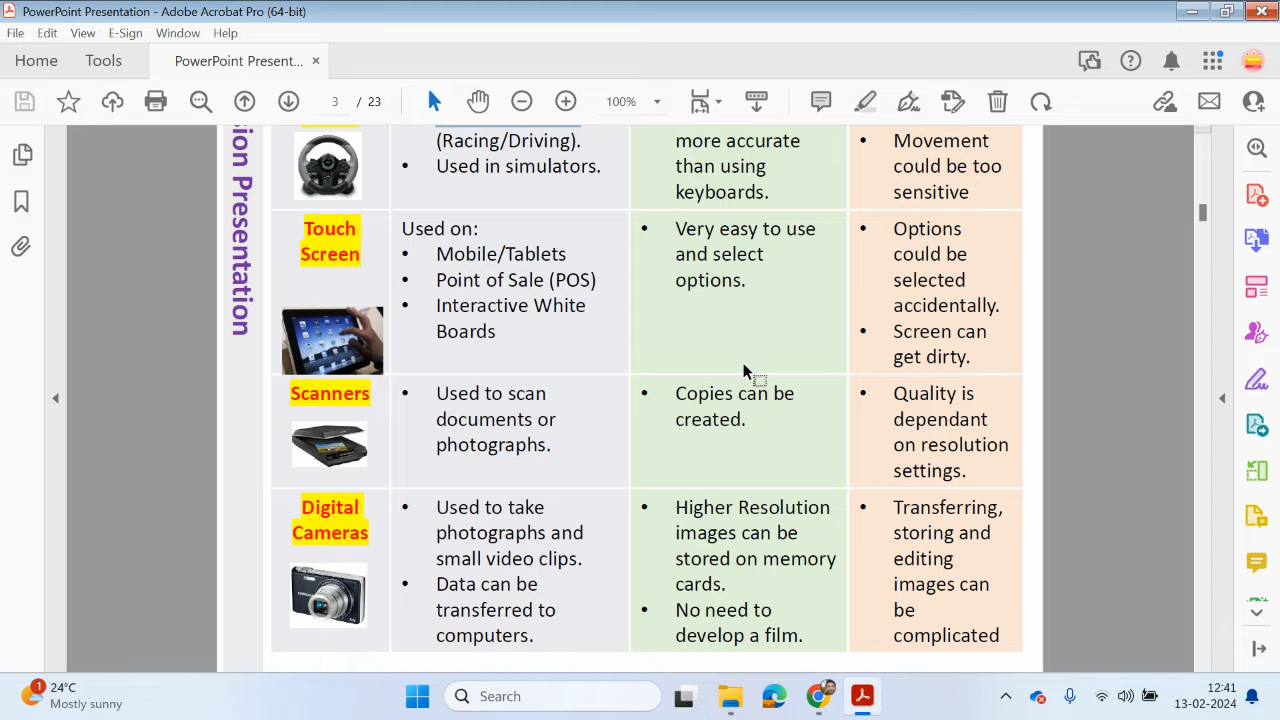 PowerPoint Presentation - Adobe Acrobat Pro (64-bit)
File Edit View E-Sign Window Help
Home Tools PowerPoint Present... ×
3 / 23 100%
sion Presentation
(Racing/Driving).
• Used in simulators.
more accurate
than using
keyboards.
• Movement
could be too
sensitive
Touch
Screen
Used on:
• Mobile/Tablets
• Point of Sale (POS)
• Interactive White
Boards
• Very easy to use
and select
options.
• Options
could be
selected
accidentally.
• Screen can
get dirty.
Scanners
• Used to scan
documents or
photographs.
• Copies can be
created.
• Quality is
dependant
on resolution
settings.
Digital
Cameras
• Used to take
photographs and
small video clips.
• Data can be
transferred to
computers.
• Higher Resolution
images can be
stored on memory
cards.
• No need to
develop a film.
• Transferring,
storing and
editing
images can
be
complicated
1
24°C
Mostly sunny
Search
12:41
13-02-2024